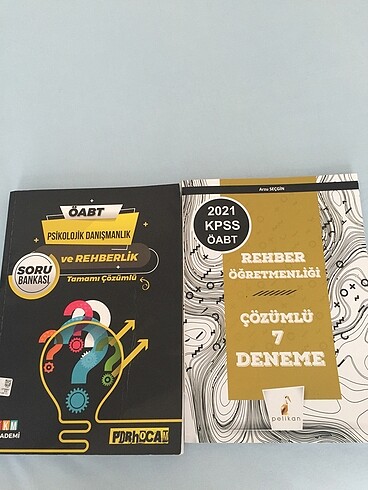 ÖABT
PSİKOLOJİK DANIŞMANLIK
ve REHBERLİK
SORU
BANKASI
Tamamı Çözümlü
PDRHOCAM
Arzu SEÇGİN
2021
KPSS
ÖABT
REHBER
ÖĞRETMENLİĞİ
ÇÖZÜMLÜ
7
DENEME
pelikan